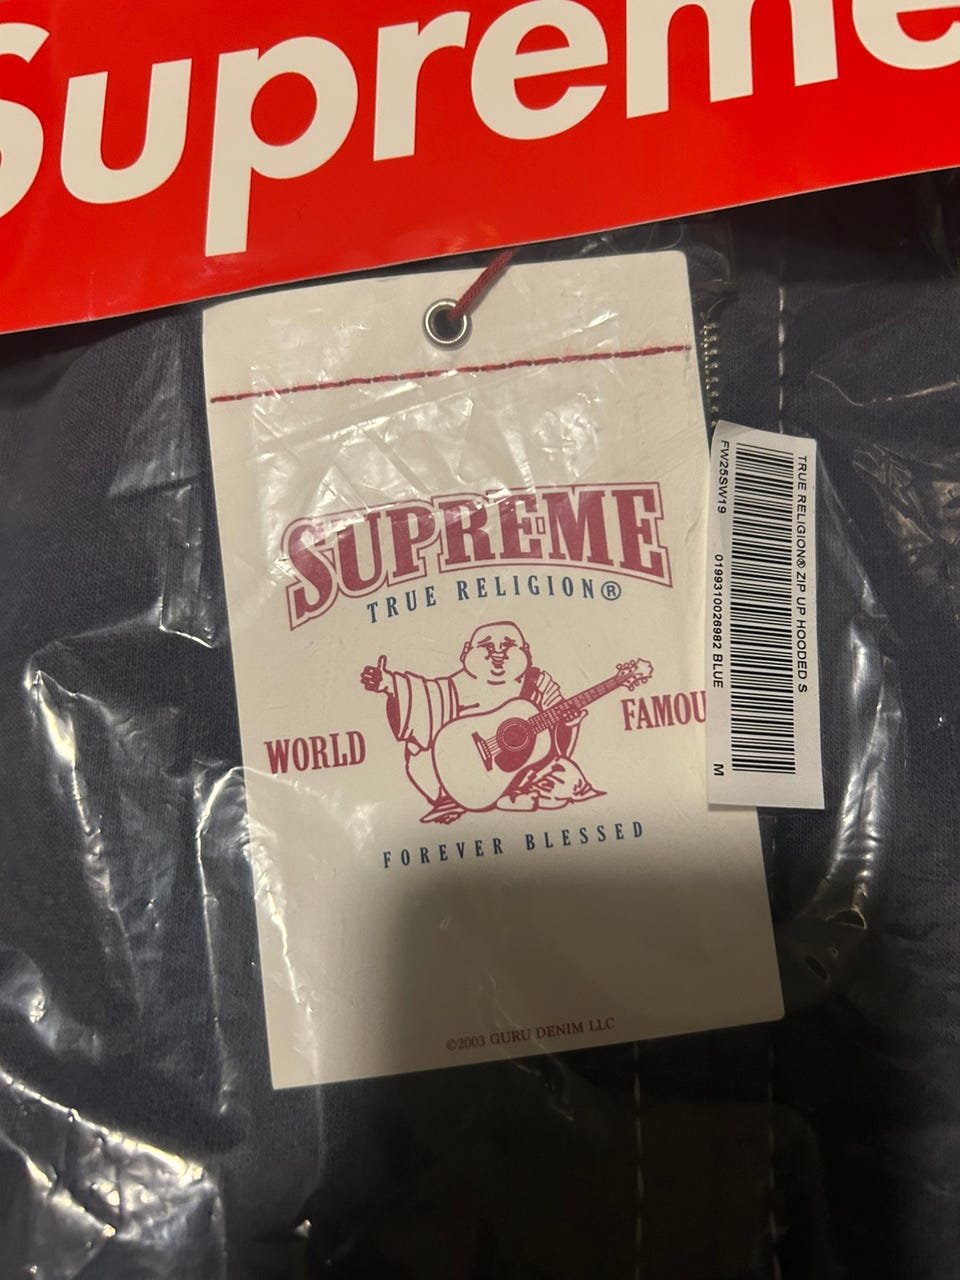 Supreme
SUPREME
TRUE RELIGION®
WORLD FAMOU
FOREVER BLESSED
©2003 GURU DENIM LLC
TRUE RELIGION® ZIP UP HOODED S
FW25SW19 0199310026982 BLUE M